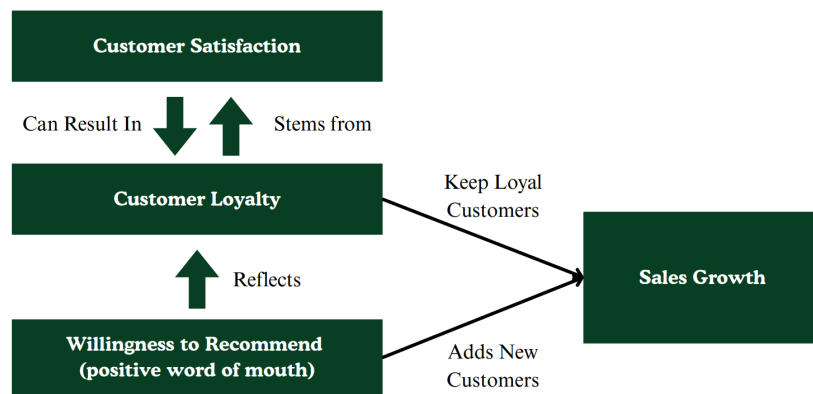 Customer Satisfaction
Can Result In
Stems from
Customer Loyalty
Keep Loyal
Customers
Reflects
Sales Growth
Willingness to Recommend
(positive word of mouth)
Adds New
Customers